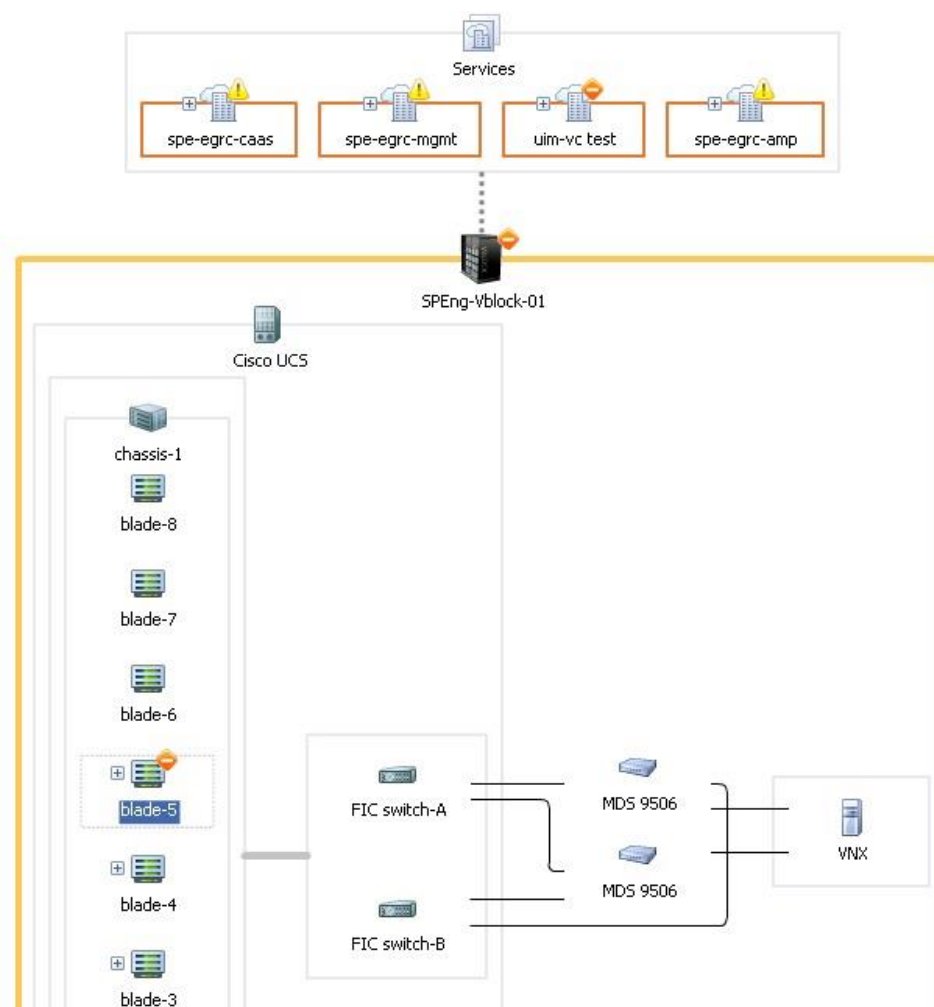 Services
spe-egrc-caas
spe-egrc-mgmt
uim-vc test
spe-egrc-amp
SPEng-Vblock-01
Cisco UCS
chassis-1
blade-8
blade-7
blade-6
blade-5
blade-4
blade-3
FIC switch-A
FIC switch-B
MDS 9506
MDS 9506
VNX